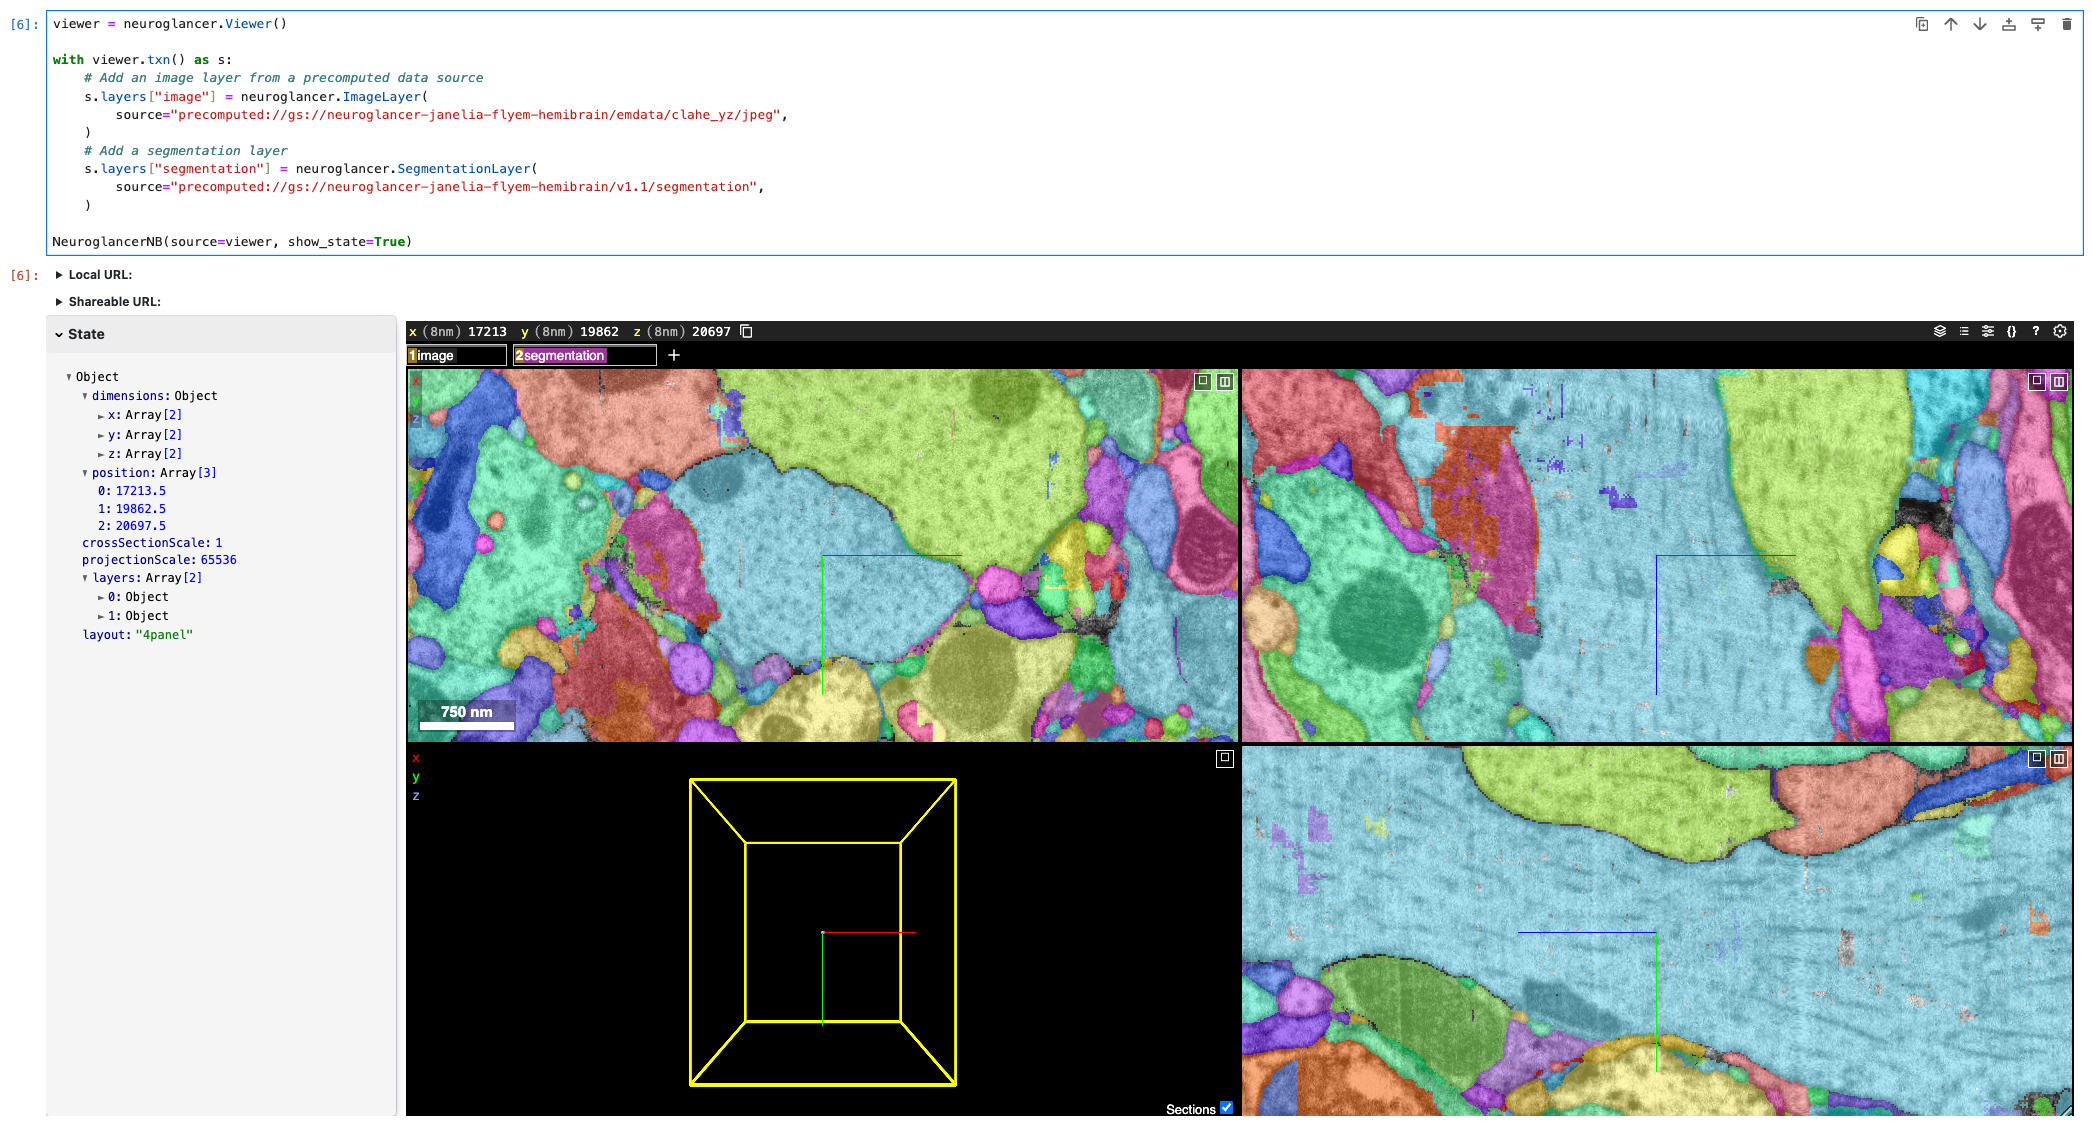 [6]: viewer = neuroglancer.Viewer()
with viewer.txn() as s:
    # Add an image layer from a precomputed data source
    s.layers["image"] = neuroglancer.ImageLayer(
        source="precomputed://gs://neuroglancer-janelia-flyem-hemibrain/emdata/clahe_yz/jpeg",
    )
    # Add a segmentation layer
    s.layers["segmentation"] = neuroglancer.SegmentationLayer(
        source="precomputed://gs://neuroglancer-janelia-flyem-hemibrain/v1.1/segmentation",
    )
NeuroglancerNB(source=viewer, show_state=True)
[6]: Local URL:
Shareable URL:
State
Object
dimensions: Object
x: Array[2]
y: Array[2]
z: Array[2]
position: Array[3]
0: 17213.5
1: 19862.5
2: 20697.5
crossSectionScale: 1
projectionScale: 65536
layers: Array[2]
0: Object
1: Object
layout: "4panel"
x (8nm) 17213 y (8nm) 19862 z (8nm) 20697 {} ?
1 image 2 segmentation +
x
y
z
750 nm
x
y
z
Sections